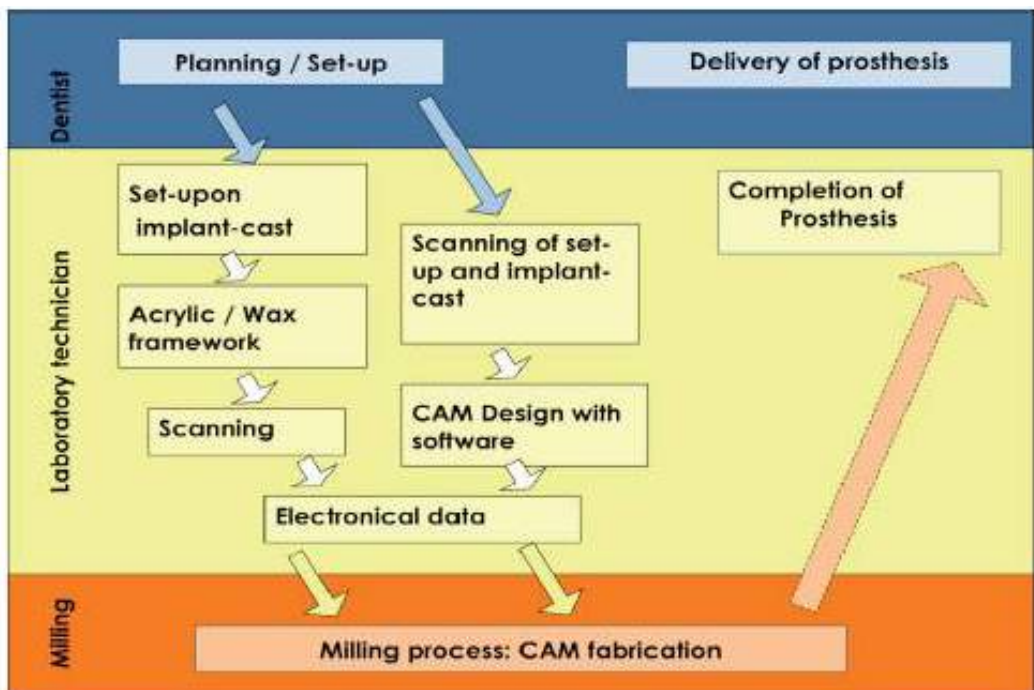 Dentist
Planning / Set-up
Delivery of prosthesis
Laboratory technician
Set-upon
implant-cast
Acrylic / Wax
framework
Scanning
Scanning of set-
up and implant-
cast
CAM Design with
software
Electronical data
Completion of
Prosthesis
Milling
Milling process: CAM fabrication